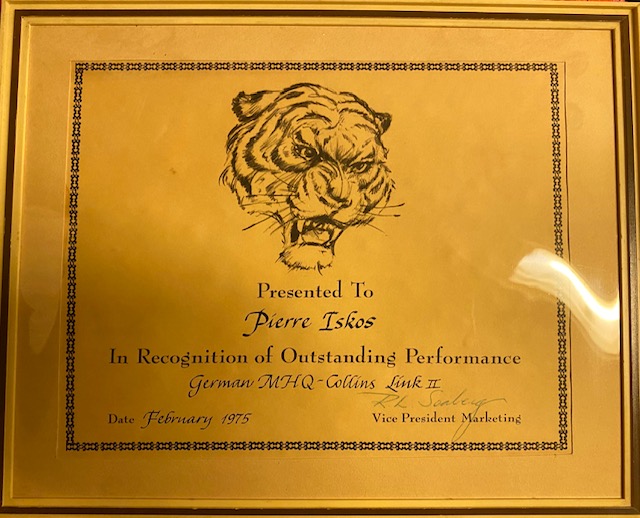 Presented To
Pierre Iskos
In Recognition of Outstanding Performance
German MHQ-Collins Link II
Date February 1975
Vice President Marketing